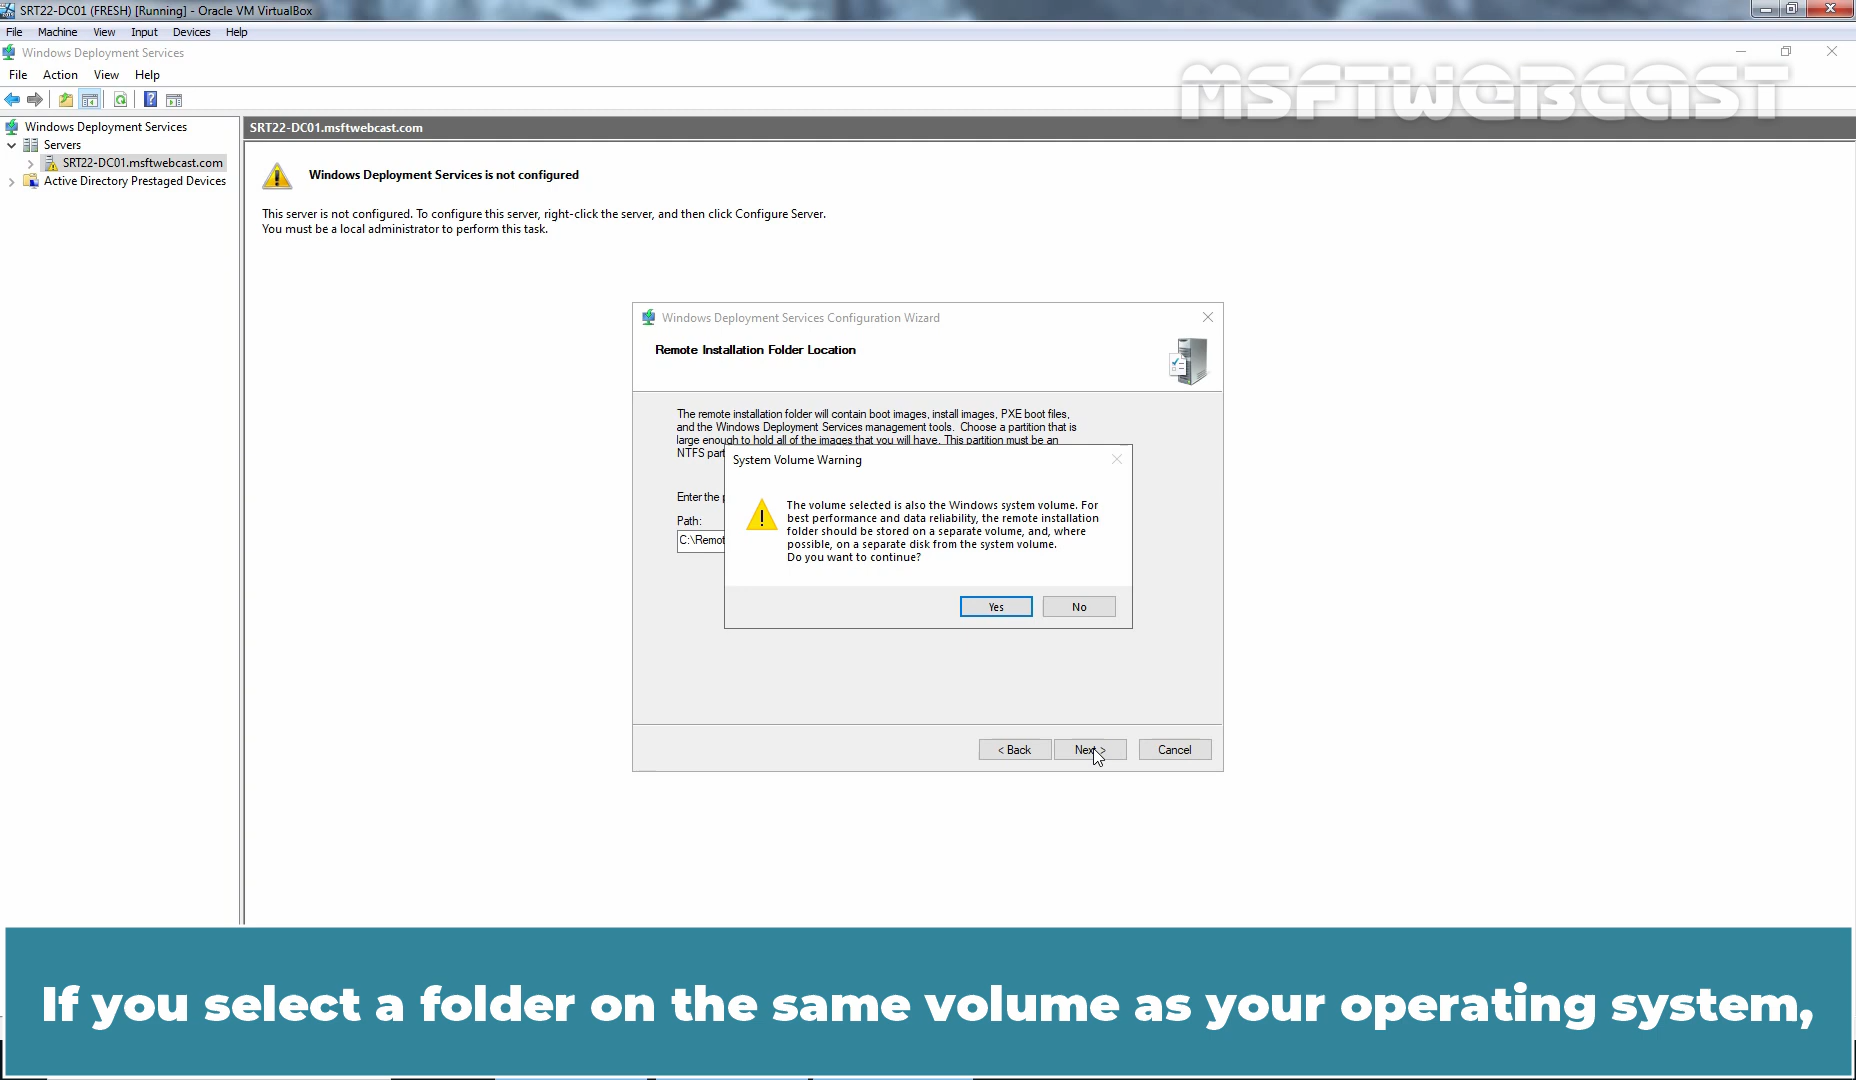 SRT22-DC01 (FRESH) [Running] - Oracle VM VirtualBox
File Machine View Input Devices Help
Windows Deployment Services
File Action View Help
MSFTWEBCAST
Windows Deployment Services
Servers
SRT22-DC01.msftwebcast.com
Active Directory Prestaged Devices
SRT22-DC01.msftwebcast.com
Windows Deployment Services is not configured
This server is not configured. To configure this server, right-click the server, and then click Configure Server.
You must be a local administrator to perform this task.
Windows Deployment Services Configuration Wizard
Remote Installation Folder Location
The remote installation folder will contain boot images, install images, PXE boot files,
and the Windows Deployment Services management tools. Choose a partition that is
large enough to hold all of the images that you will have. This partition must be an
NTFS part
Enter the
Path:
C:\Remot
System Volume Warning
The volume selected is also the Windows system volume. For
best performance and data reliability, the remote installation
folder should be stored on a separate volume, and, where
possible, on a separate disk from the system volume.
Do you want to continue?
Yes No
< Back Next > Cancel
If you select a folder on the same volume as your operating system,